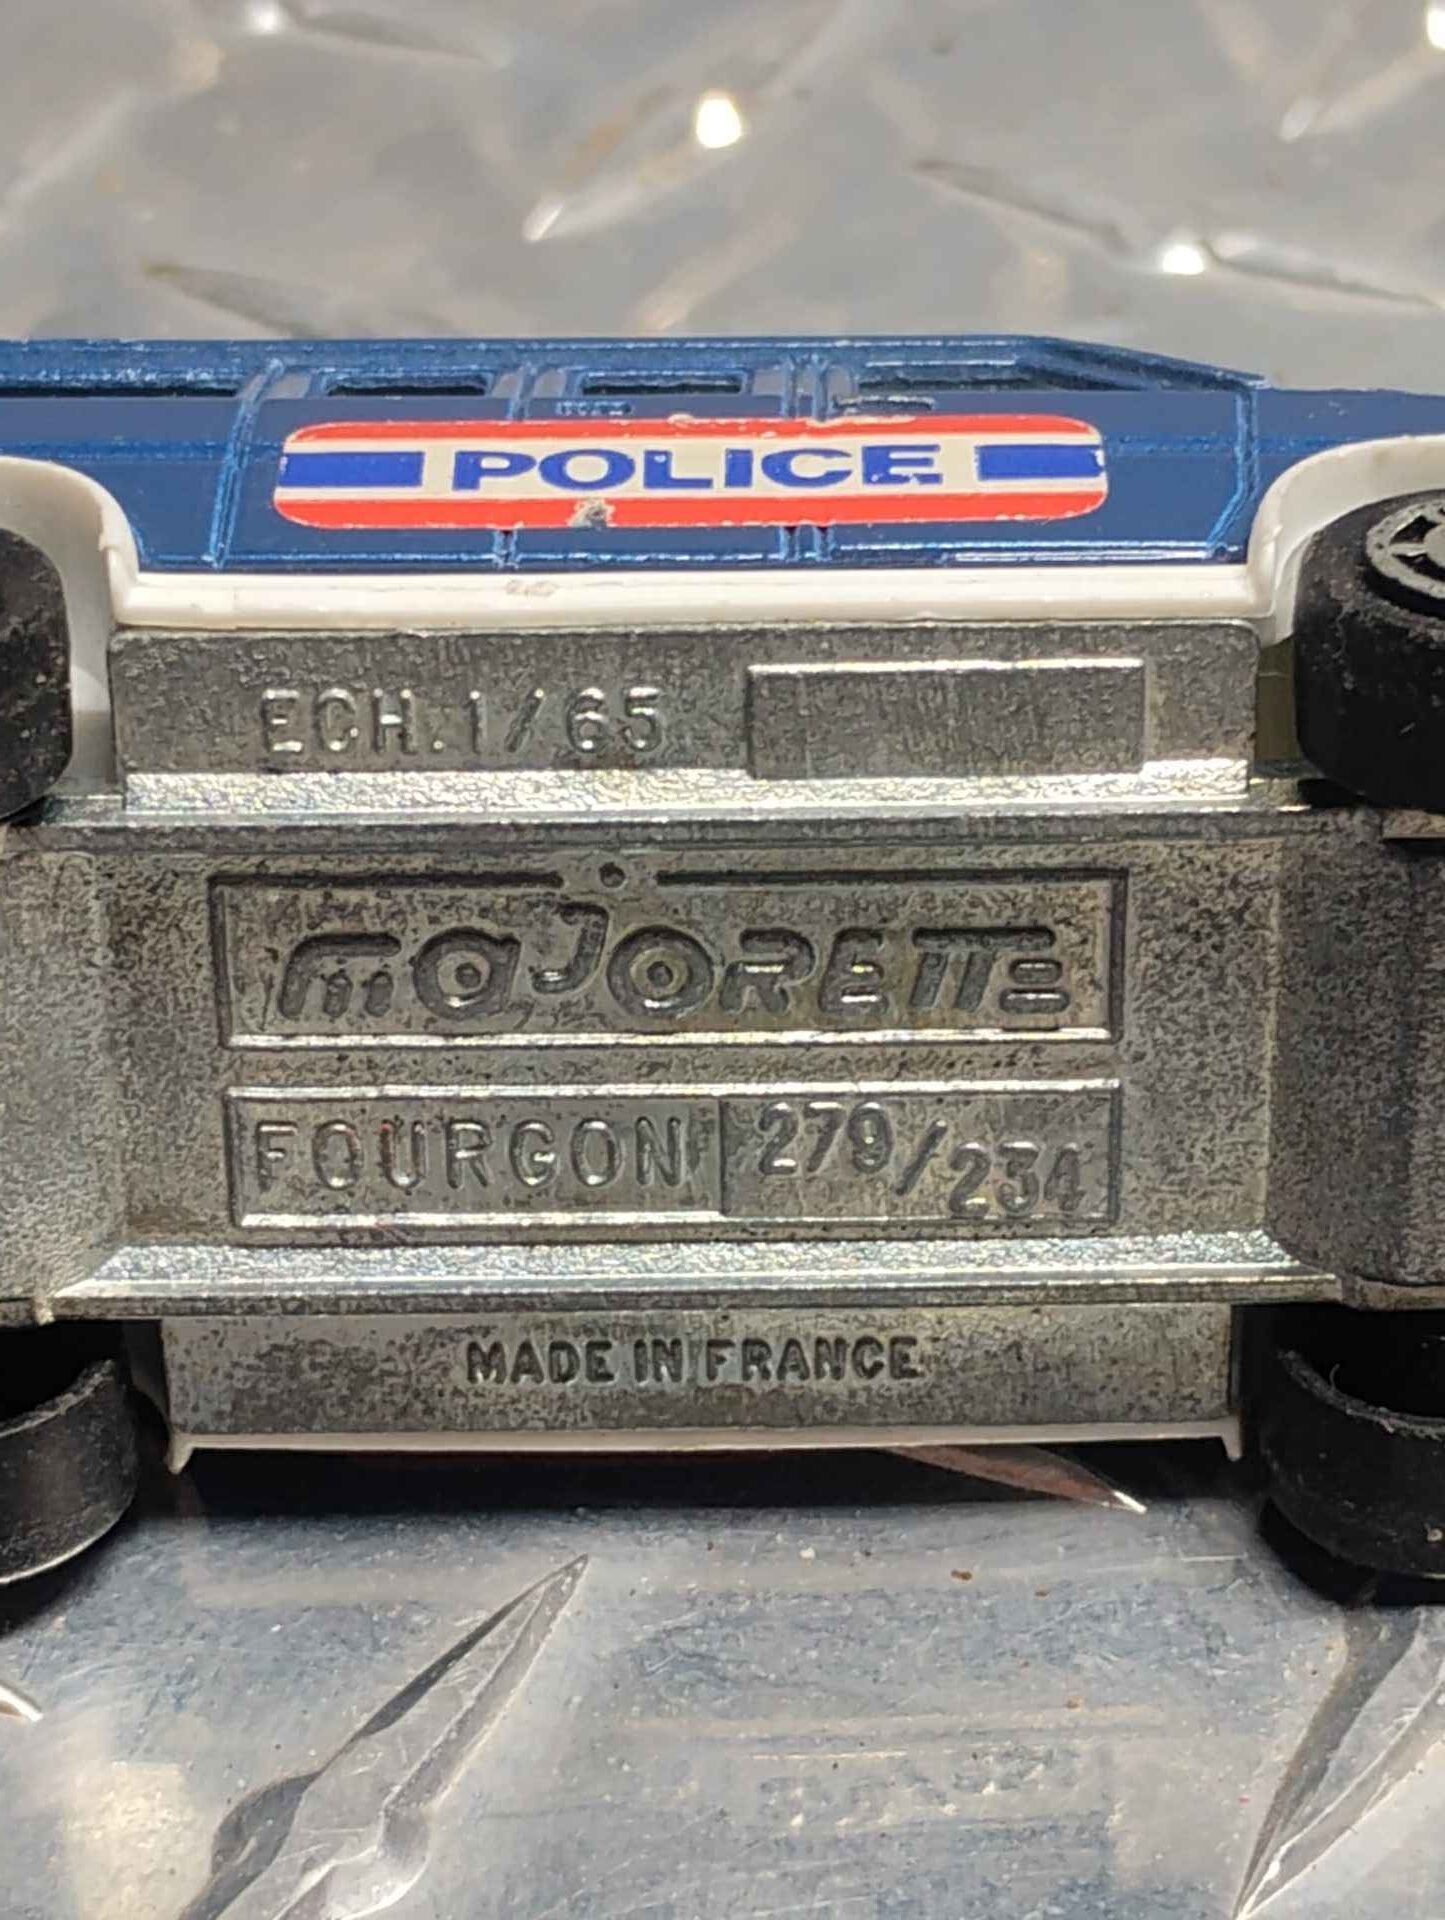 POLICE
ECH. 1/65
majorette
FOURGON 279/234
MADE IN FRANCE